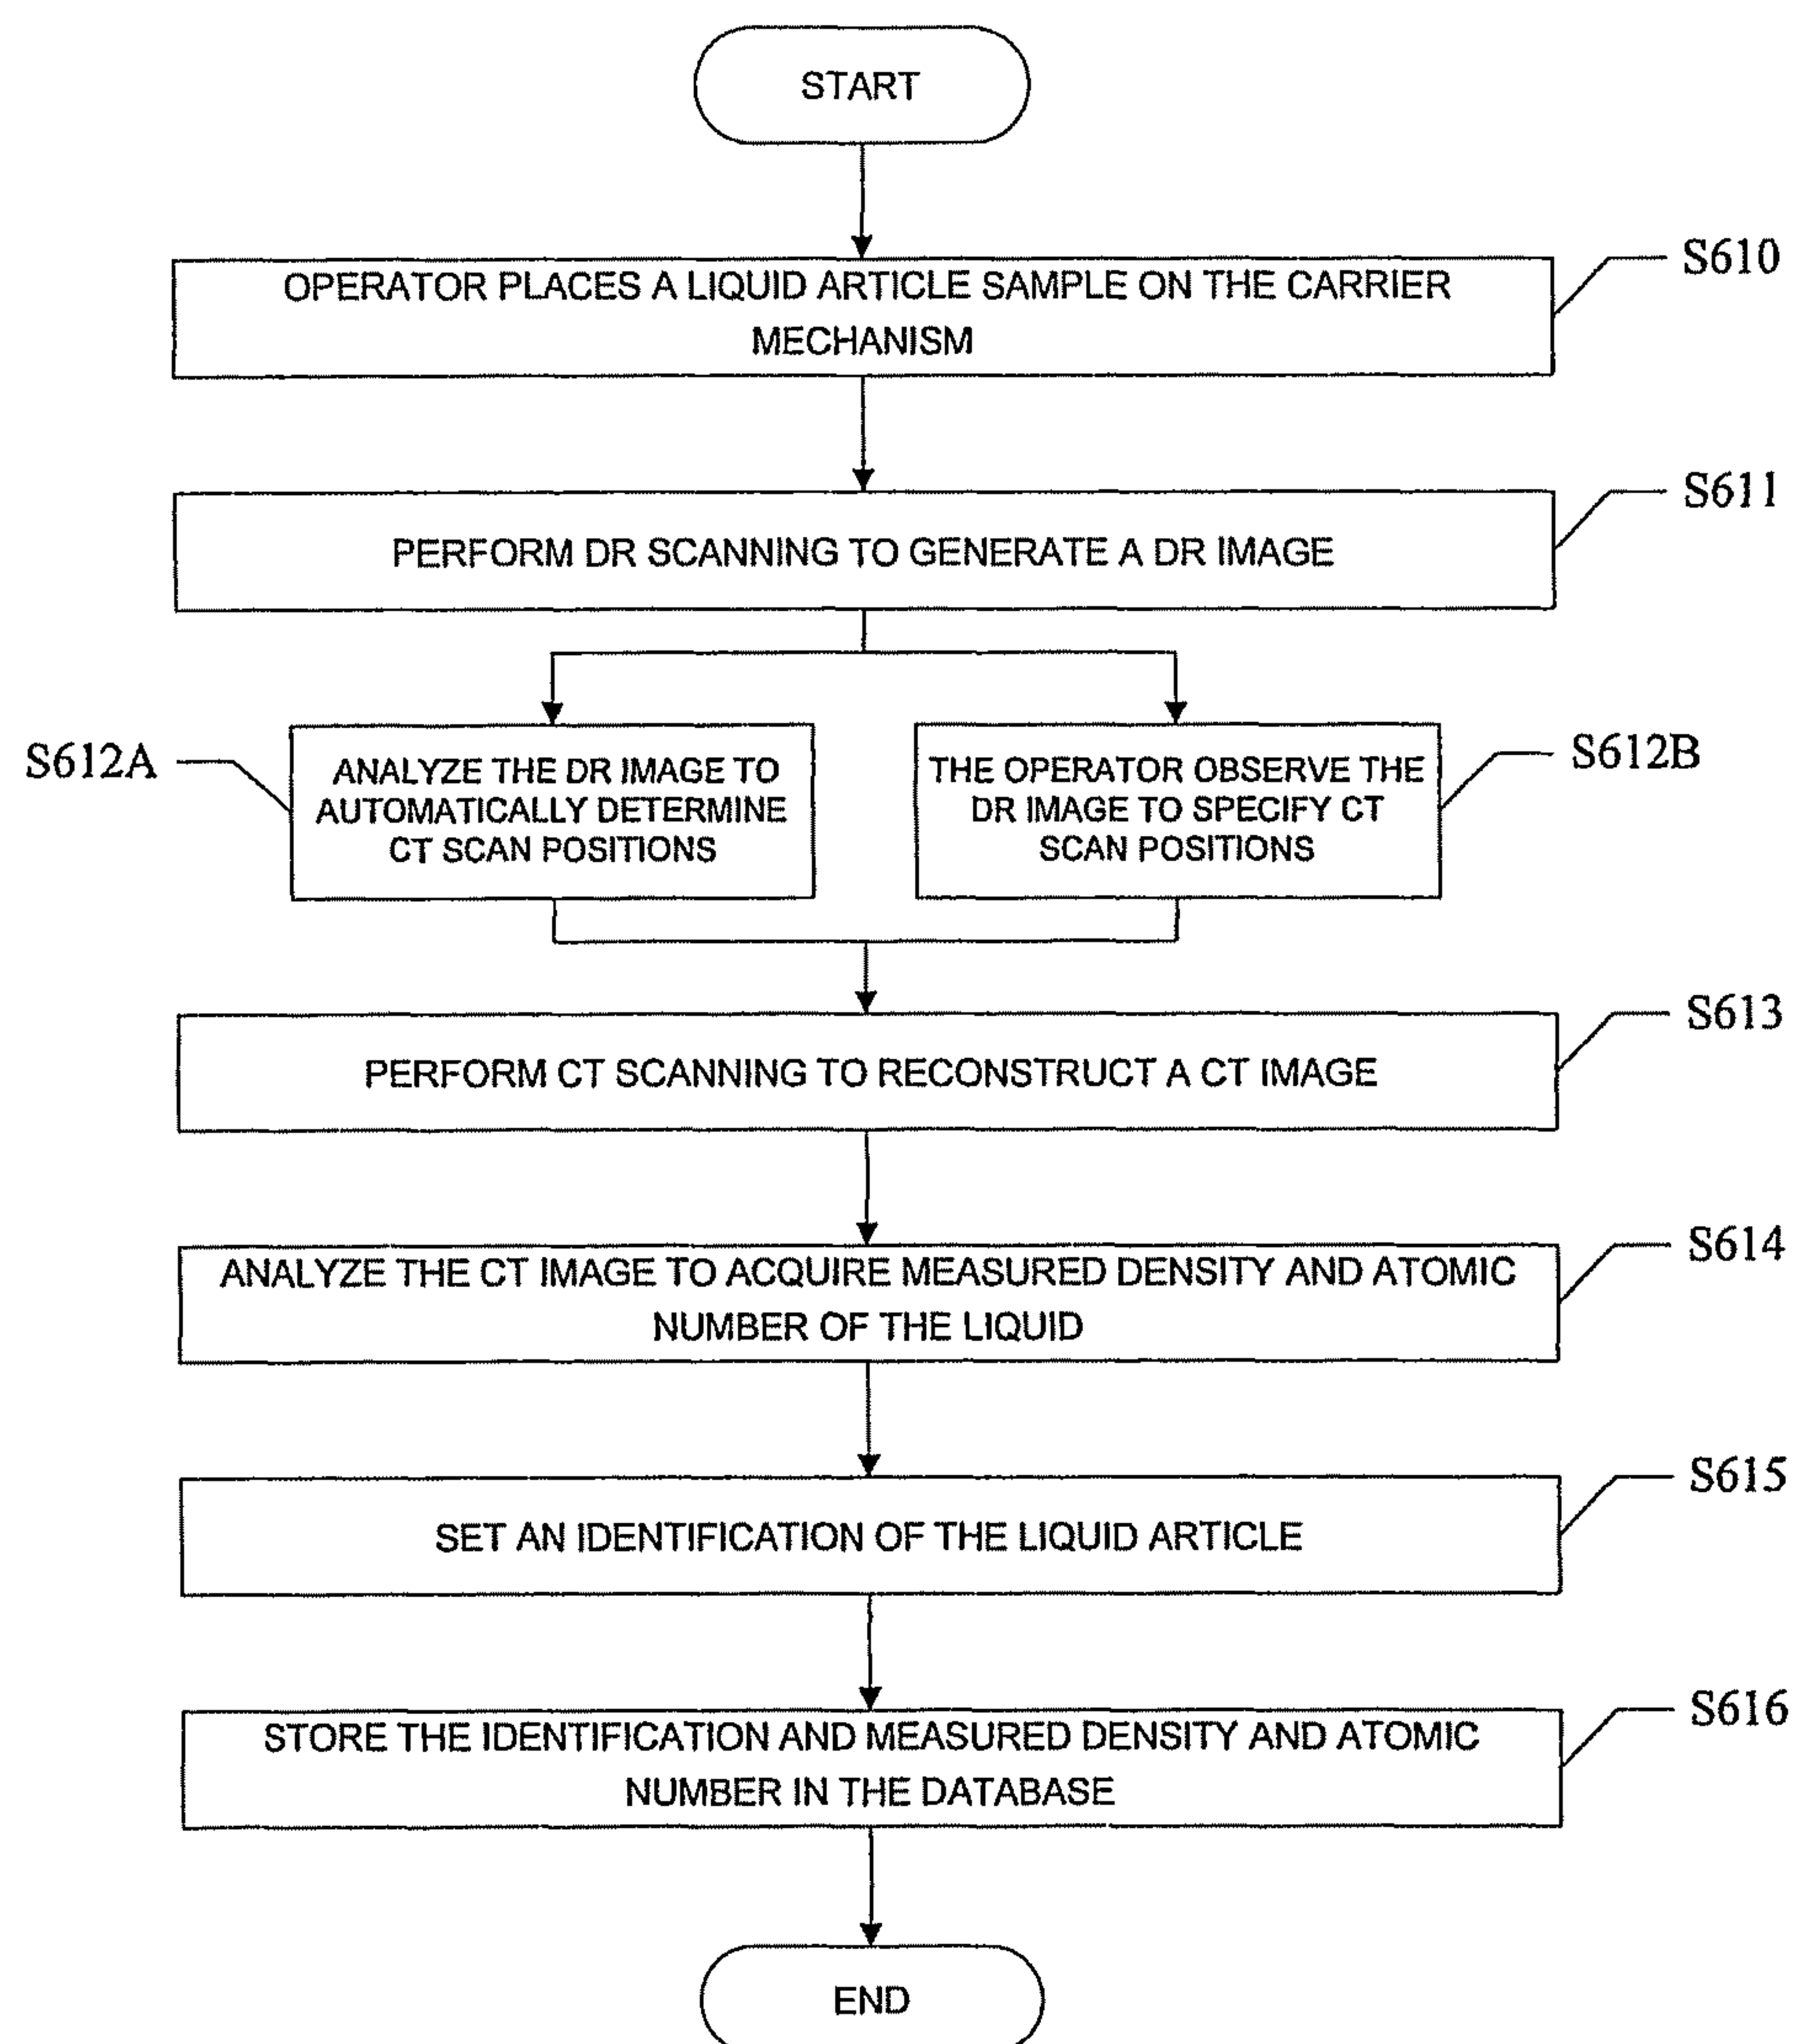 START
OPERATOR PLACES A LIQUID ARTICLE SAMPLE ON THE CARRIER
MECHANISM
S610
PERFORM DR SCANNING TO GENERATE A DR IMAGE
S611
S612A
ANALYZE THE DR IMAGE TO
AUTOMATICALLY DETERMINE
CT SCAN POSITIONS
THE OPERATOR OBSERVE THE
DR IMAGE TO SPECIFY CT
SCAN POSITIONS
S612B
PERFORM CT SCANNING TO RECONSTRUCT A CT IMAGE
S613
ANALYZE THE CT IMAGE TO ACQUIRE MEASURED DENSITY AND ATOMIC
NUMBER OF THE LIQUID
S614
SET AN IDENTIFICATION OF THE LIQUID ARTICLE
S615
STORE THE IDENTIFICATION AND MEASURED DENSITY AND ATOMIC
NUMBER IN THE DATABASE
S616
END